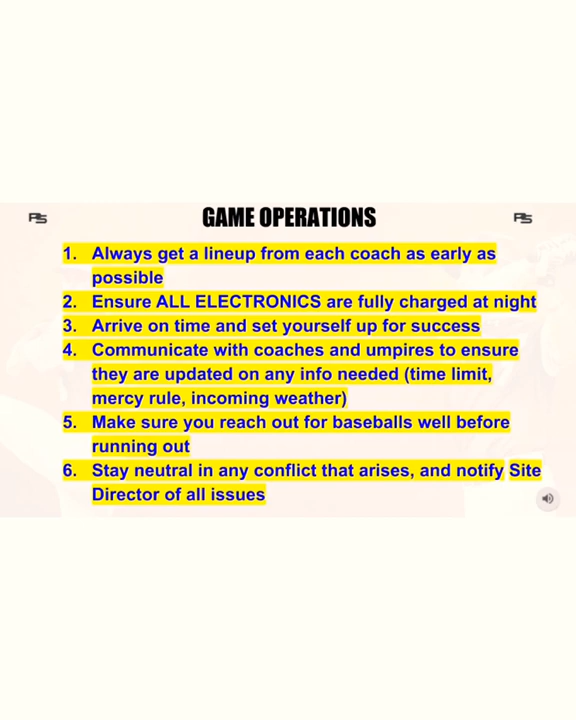 PS
GAME OPERATIONS
PS
1. Always get a lineup from each coach as early as
possible
2. Ensure ALL ELECTRONICS are fully charged at night
3. Arrive on time and set yourself up for success
4. Communicate with coaches and umpires to ensure
they are updated on any info needed (time limit,
mercy rule, incoming weather)
5. Make sure you reach out for baseballs well before
running out
6. Stay neutral in any conflict that arises, and notify Site
Director of all issues